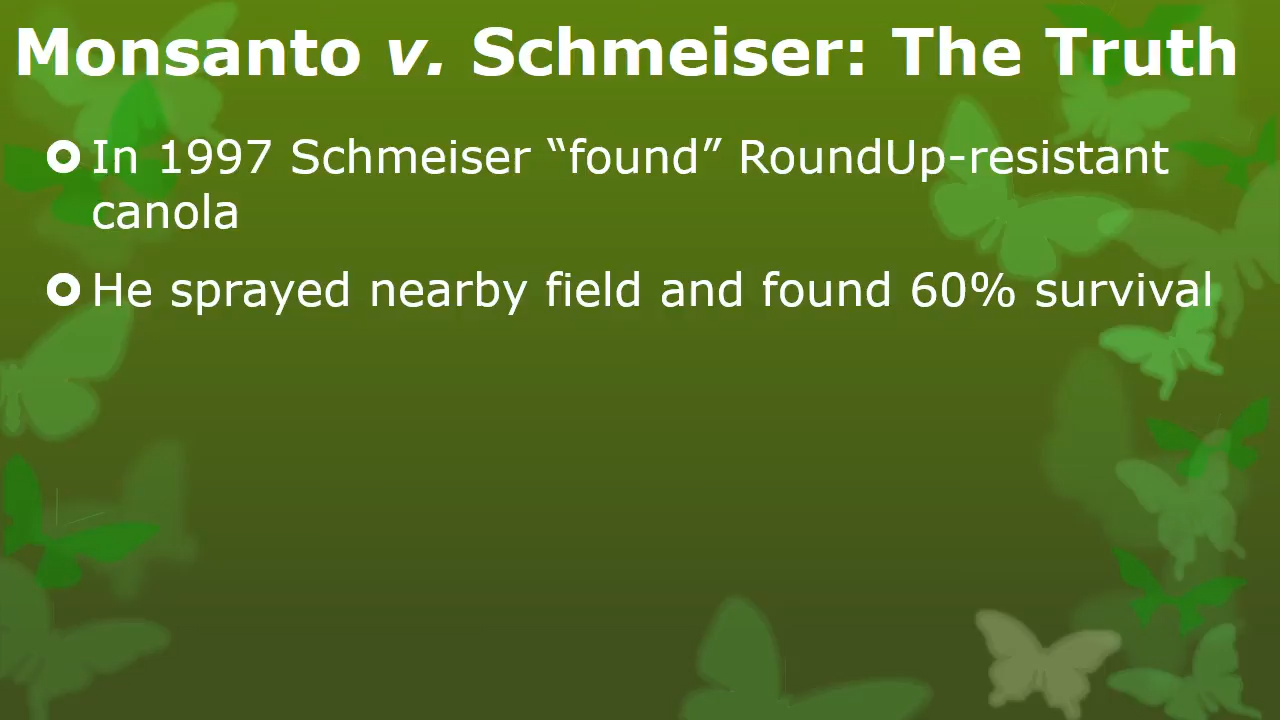 Monsanto v. Schmeiser: The Truth
In 1997 Schmeiser “found” RoundUp-resistant
canola
He sprayed nearby field and found 60% survival